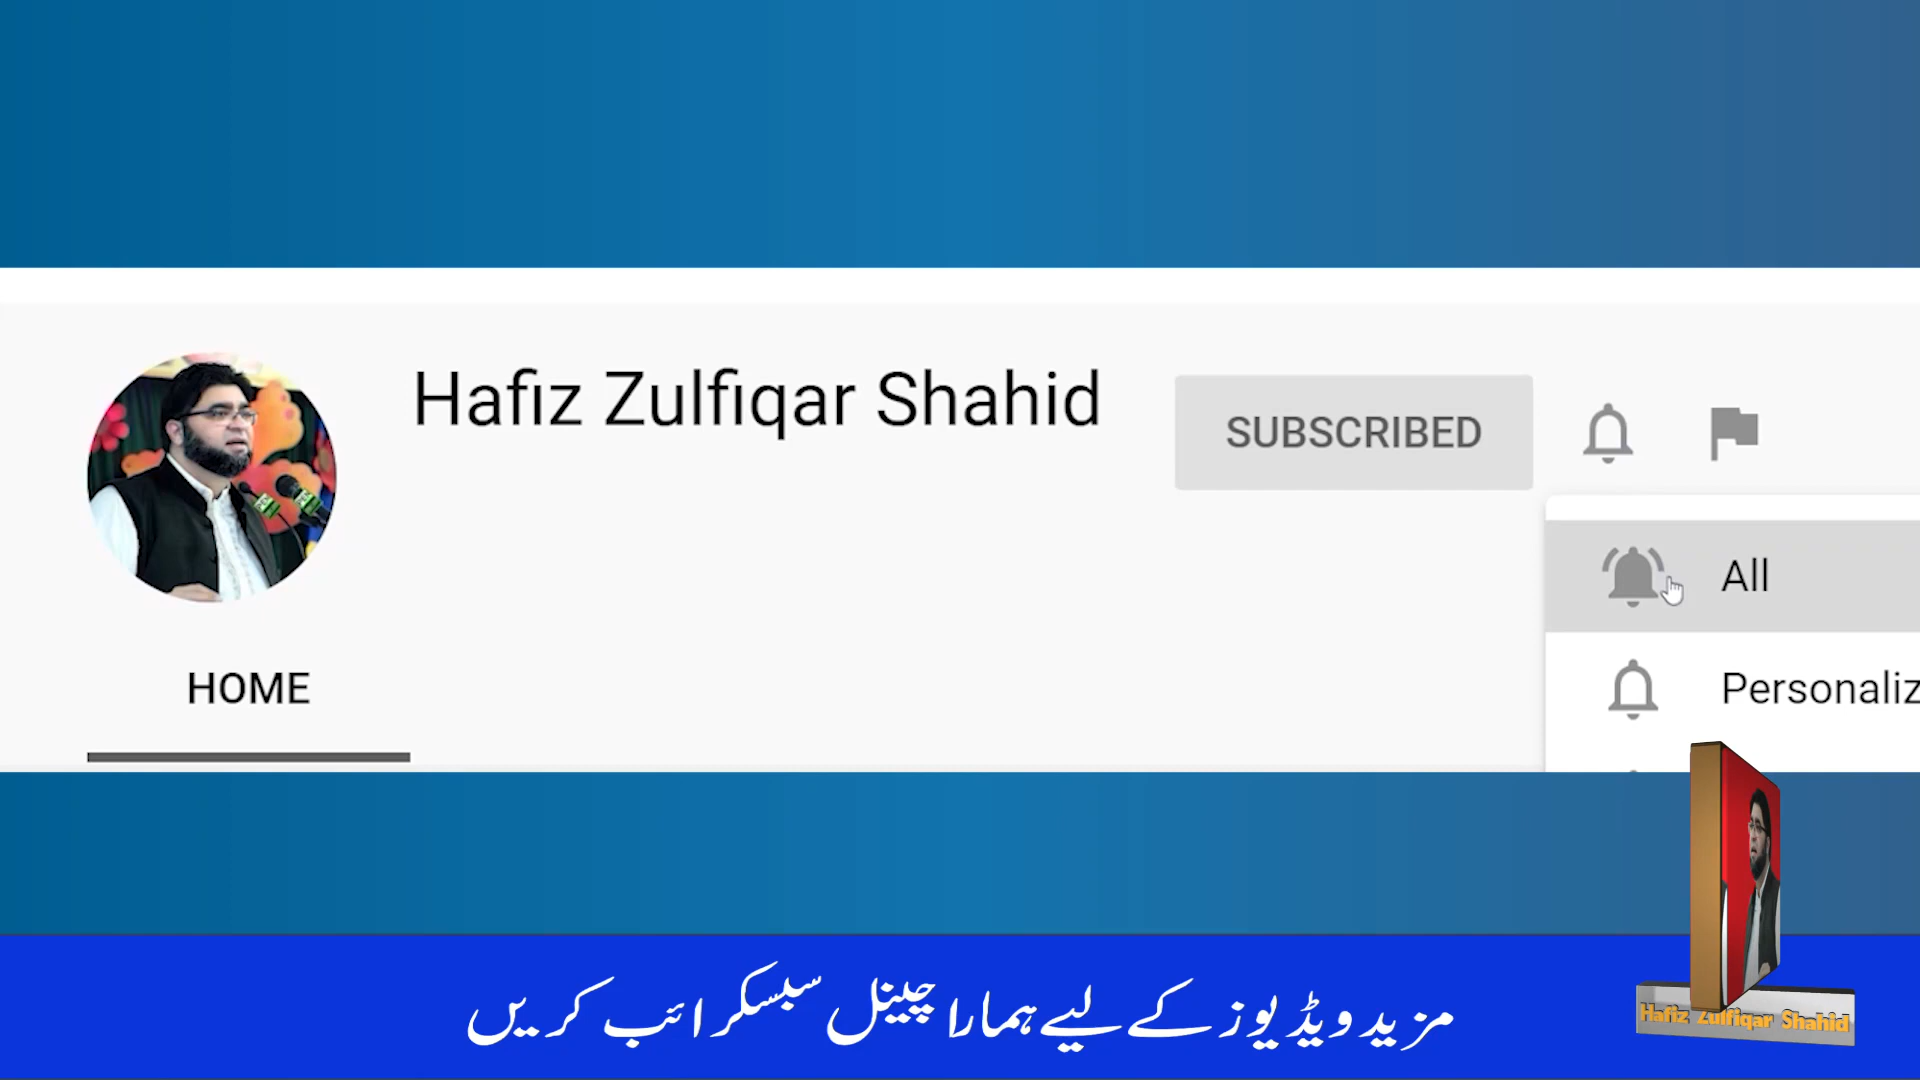 Hafiz Zulfiqar Shahid
SUBSCRIBED
All
HOME
Personaliz
مزید ویڈیوز کے لیے ہمارا چینل سبسکرائب کریں
Hafiz Zulfiqar Shahid